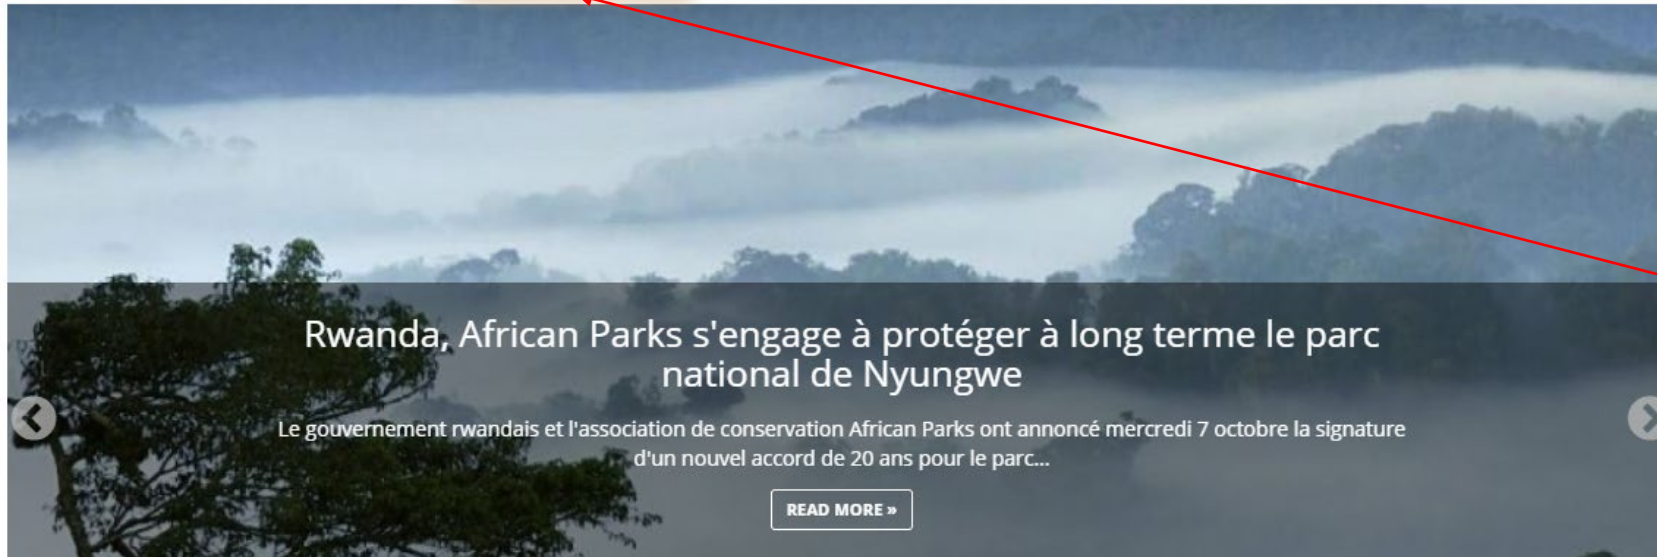 Rwanda, African Parks s'engage à protéger à long terme le parc
national de Nyungwe
Le gouvernement rwandais et l'association de conservation African Parks ont annoncé mercredi 7 octobre la signature
d'un nouvel accord de 20 ans pour le parc...
READ MORE »